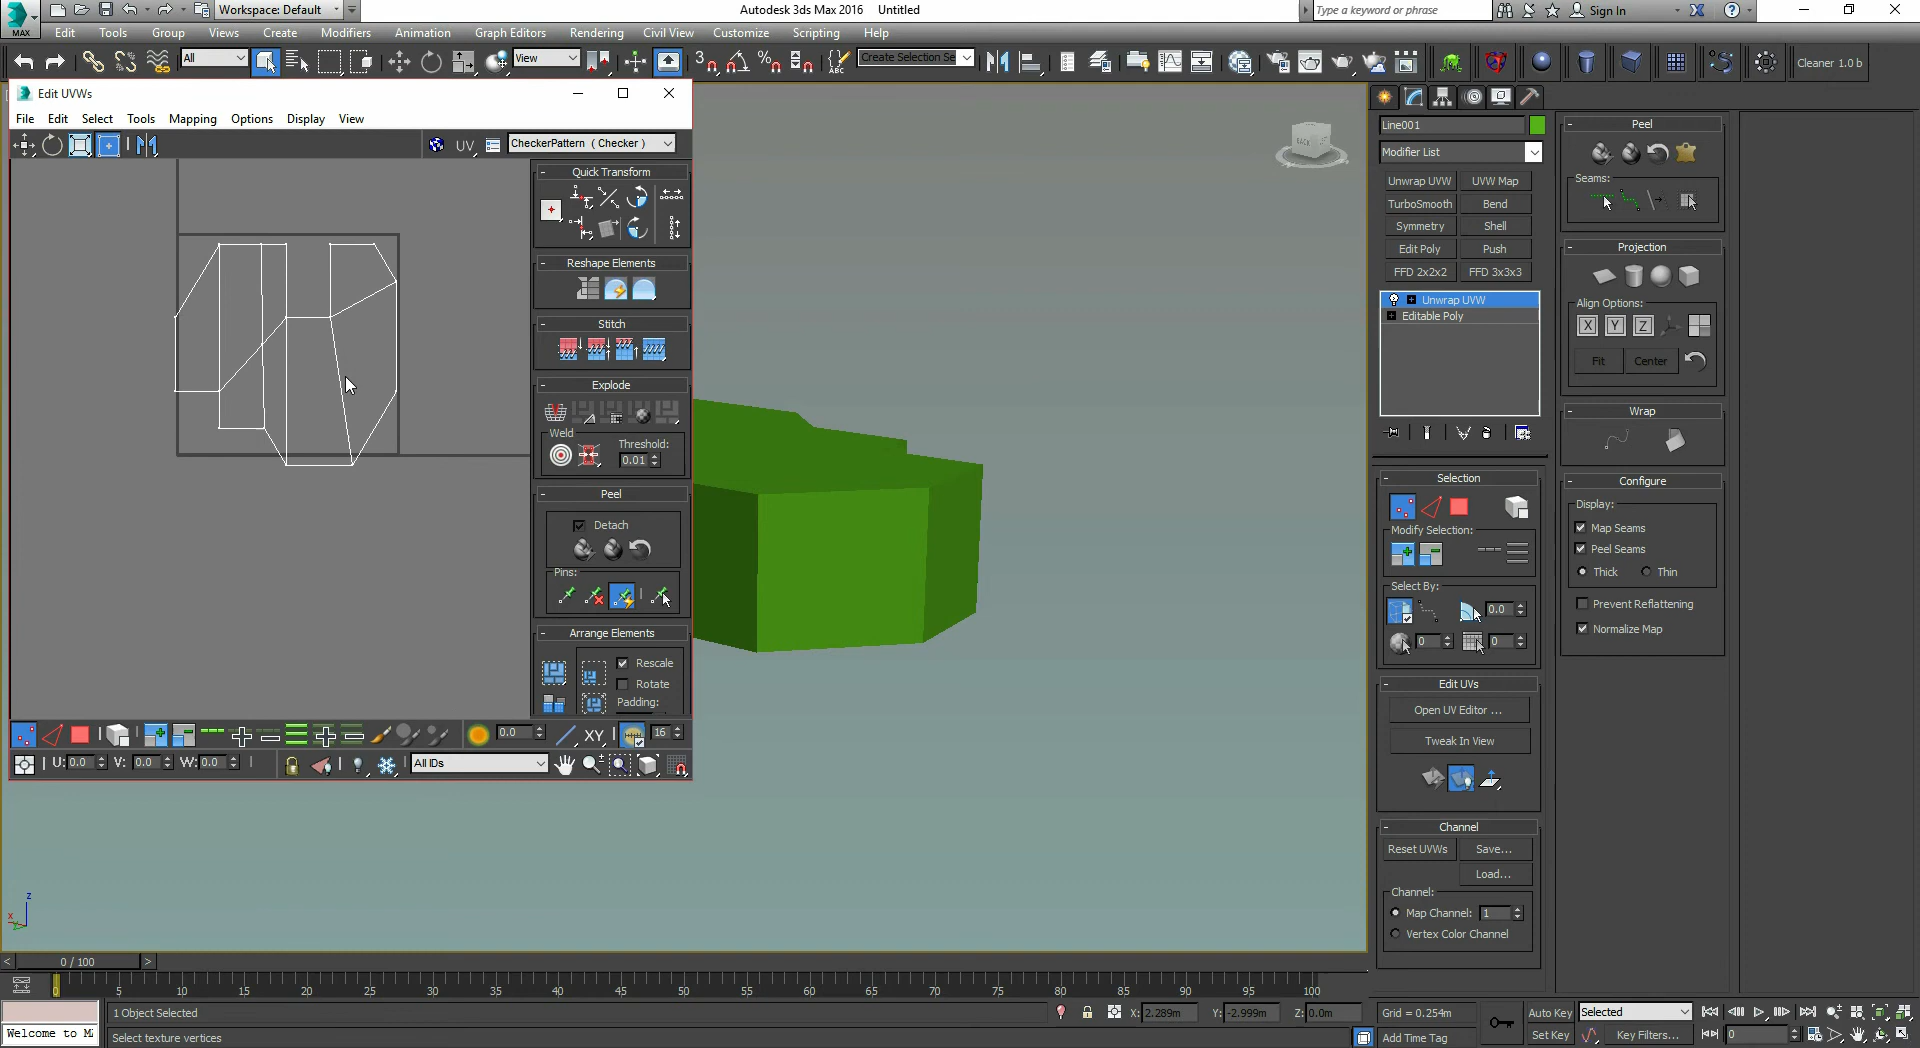 Workspace: Default
Autodesk 3ds Max 2016 Untitled
Type a keyword or phrase
Sign In
MAX
Edit Tools Group Views Create Modifiers Animation Graph Editors Rendering Civil View Customize Scripting Help
All
View
Create Selection Se
Cleaner 1.0 b
Edit UVWs
File Edit Select Tools Mapping Options Display View
UV
CheckerPattern ( Checker )
Quick Transform
Reshape Elements
Stitch
Explode
Weld
Threshold:
0.01
Peel
Detach
Pins:
Arrange Elements
Rescale
Rotate
Padding:
0.0
XY
16
U: 0.0 V: 0.0 W: 0.0
All IDs
BACK
Line001
Modifier List
Unwrap UVW UVW Map
TurboSmooth Bend
Symmetry Shell
Edit Poly Push
FFD 2x2x2 FFD 3x3x3
Unwrap UVW
Editable Poly
Selection
Modify Selection:
Select By:
0.0
0 0
Edit UVs
Open UV Editor ...
Tweak In View
Channel
Reset UVWs Save...
Load...
Channel:
Map Channel: 1
Vertex Color Channel
Peel
Seams:
Projection
Align Options:
X Y Z
Fit Center
Wrap
Configure
Display:
Map Seams
Peel Seams
Thick Thin
Prevent Reflattening
Normalize Map
z
x
0 / 100
0 5 10 15 20 25 30 35 40 45 50 55 60 65 70 75 80 85 90 95 100
1 Object Selected
X: 2.289m Y: -2.999m Z: 0.0m
Grid = 0.254m
Auto Key Selected
Welcome to M
Select texture vertices
Add Time Tag
Set Key Key Filters...
0